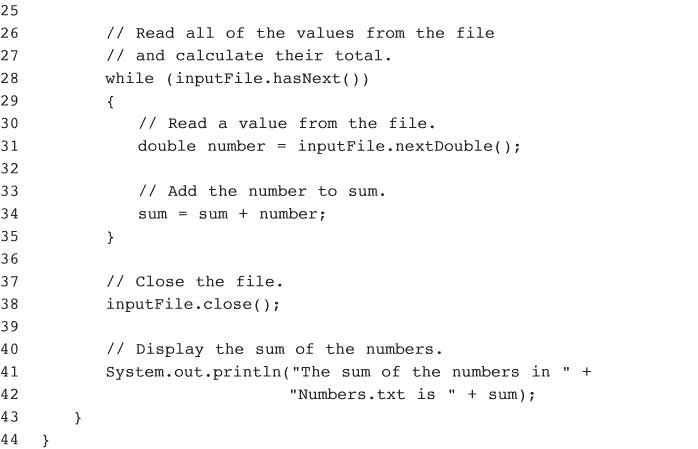 25
26 // Read all of the values from the file
27 // and calculate their total.
28 while (inputFile.hasNext())
29 {
30 // Read a value from the file.
31 double number = inputFile.nextDouble();
32
33 // Add the number to sum.
34 sum = sum + number;
35 }
36
37 // Close the file.
38 inputFile.close();
39
40 // Display the sum of the numbers.
41 System.out.println("The sum of the numbers in " +
42 "Numbers.txt is " + sum);
43 }
44 }